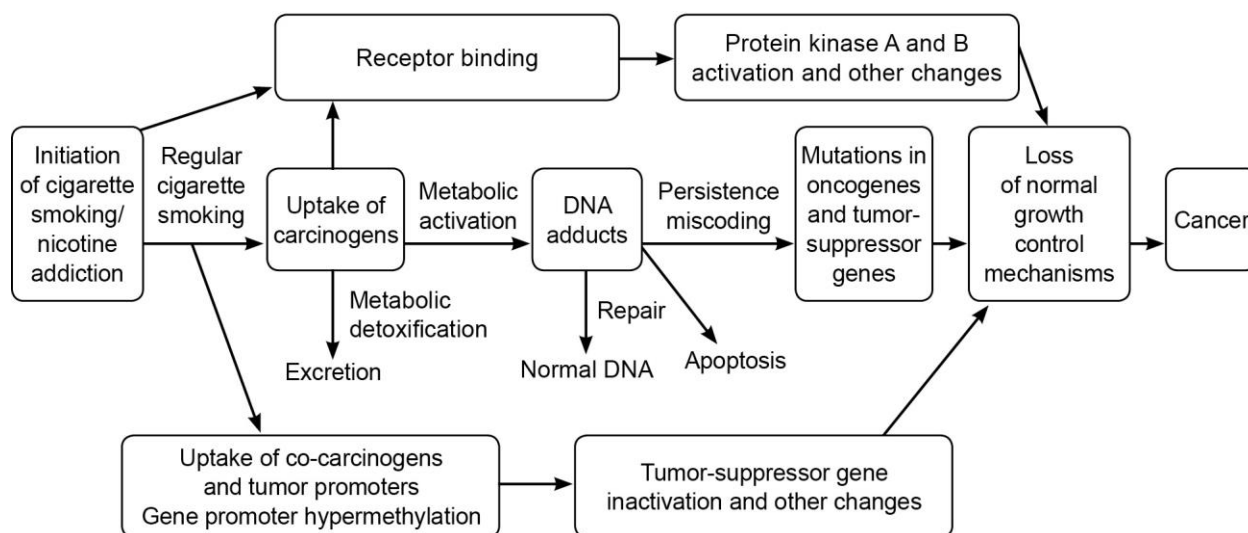 Receptor binding
Protein kinase A and B
activation and other changes
Initiation
of cigarette
smoking/
nicotine
addiction
Regular
cigarette
smoking
Uptake of
carcinogens
Metabolic
activation
DNA
adducts
Persistence
miscoding
Mutations in
oncogenes
and tumor-
suppressor
genes
Loss
of normal
growth
control
mechanisms
Cancer
Metabolic
detoxification
Excretion
Repair
Normal DNA
Apoptosis
Uptake of co-carcinogens
and tumor promoters
Gene promoter hypermethylation
Tumor-suppressor gene
inactivation and other changes